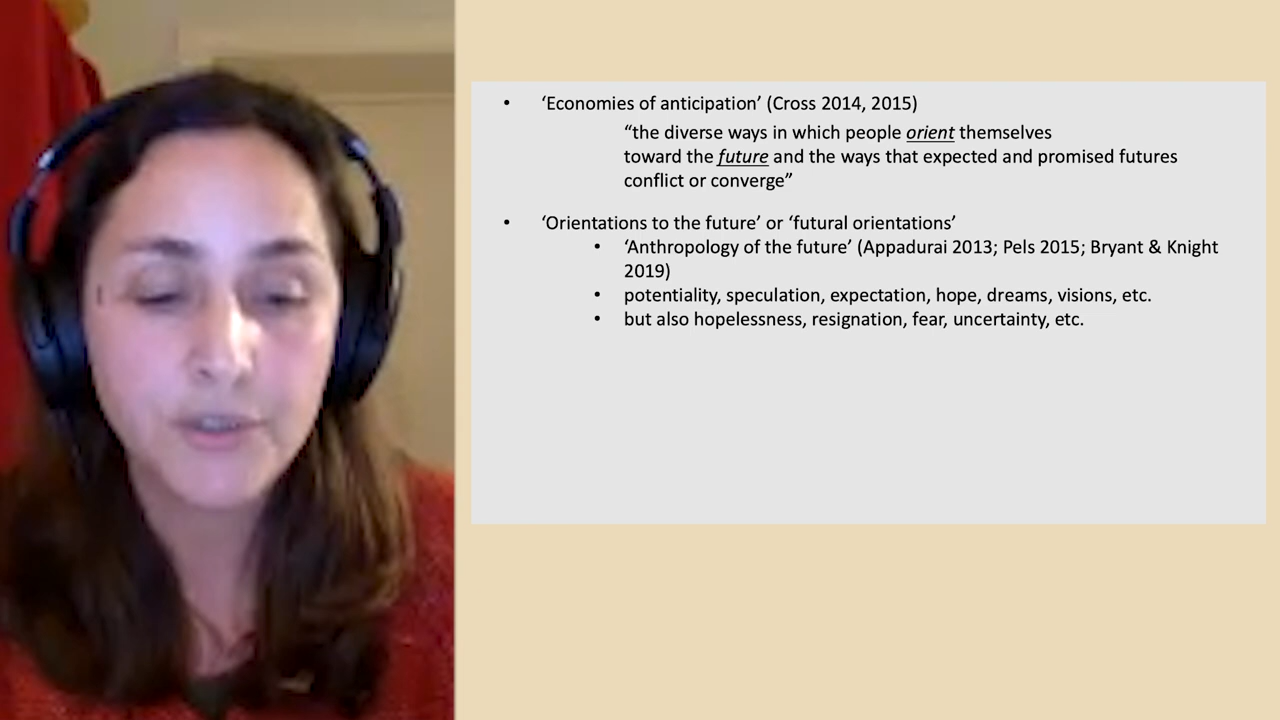 • ‘Economies of anticipation’ (Cross 2014, 2015)
“the diverse ways in which people orient themselves
toward the future and the ways that expected and promised futures
conflict or converge”
• ‘Orientations to the future’ or ‘futural orientations’
• ‘Anthropology of the future’ (Appadurai 2013; Pels 2015; Bryant & Knight
2019)
• potentiality, speculation, expectation, hope, dreams, visions, etc.
• but also hopelessness, resignation, fear, uncertainty, etc.